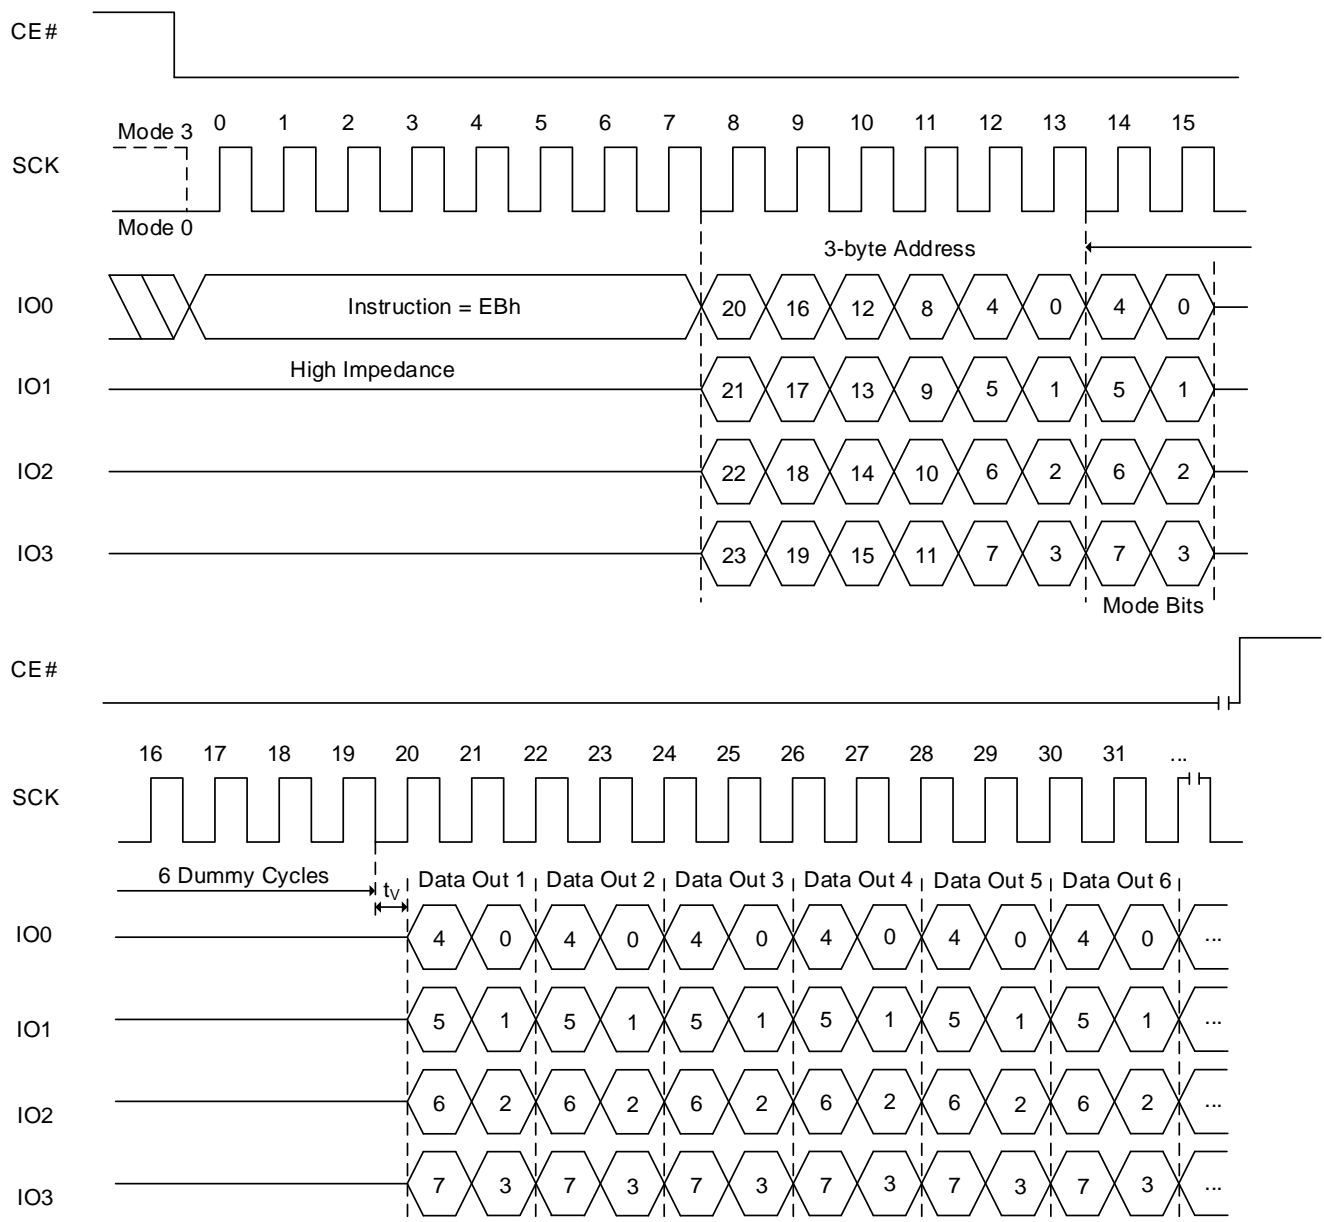 CE#
Mode 3 0 1 2 3 4 5 6 7 8 9 10 11 12 13 14 15
SCK
Mode 0
3-byte Address
IO0 Instruction = EBh 20 16 12 8 4 0 4 0
High Impedance
IO1 21 17 13 9 5 1 5 1
IO2 22 18 14 10 6 2 6 2
IO3 23 19 15 11 7 3 7 3
Mode Bits
CE#
16 17 18 19 20 21 22 23 24 25 26 27 28 29 30 31 ...
SCK
6 Dummy Cycles tV Data Out 1 Data Out 2 Data Out 3 Data Out 4 Data Out 5 Data Out 6
IO0 4 0 4 0 4 0 4 0 4 0 4 0 ...
IO1 5 1 5 1 5 1 5 1 5 1 5 1 ...
IO2 6 2 6 2 6 2 6 2 6 2 6 2 ...
IO3 7 3 7 3 7 3 7 3 7 3 7 3 ...